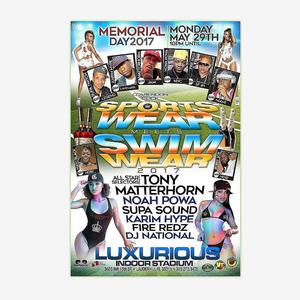 MEMORIAL
DAY 2017
MONDAY
MAY 29TH
10PM UNTIL
SPORTS
WEAR
MEETS
SWIM
WEAR
2017
ALL STAR
SELECTORS
TONY
MATTERHORN
NOAH POWA
SUPA SOUND
KARIM HYPE
FIRE REDZ
DJ NATIONAL
LUXURIOUS
INDOOR STADIUM